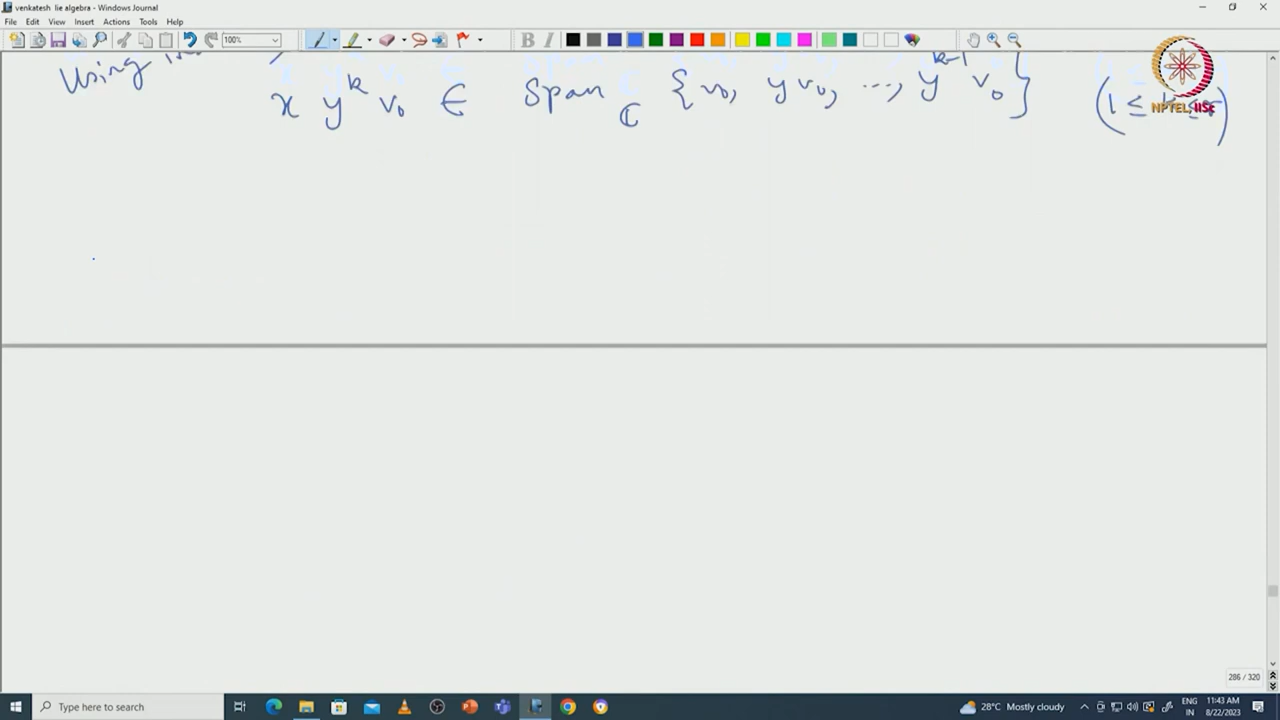 venkatesh lie algebra - Windows Journal
File Edit View Insert Actions Tools Help
100%
B I
Using
x y^k v₀ ∈ Span_ℂ {v₀, y v₀, ..., y^{k-1} v₀} (1 ≤ k ≤ r)
NPTEL, IISc
286 / 320
Type here to search
28°C Mostly cloudy
ENG
IN
11:43 AM
8/22/2023